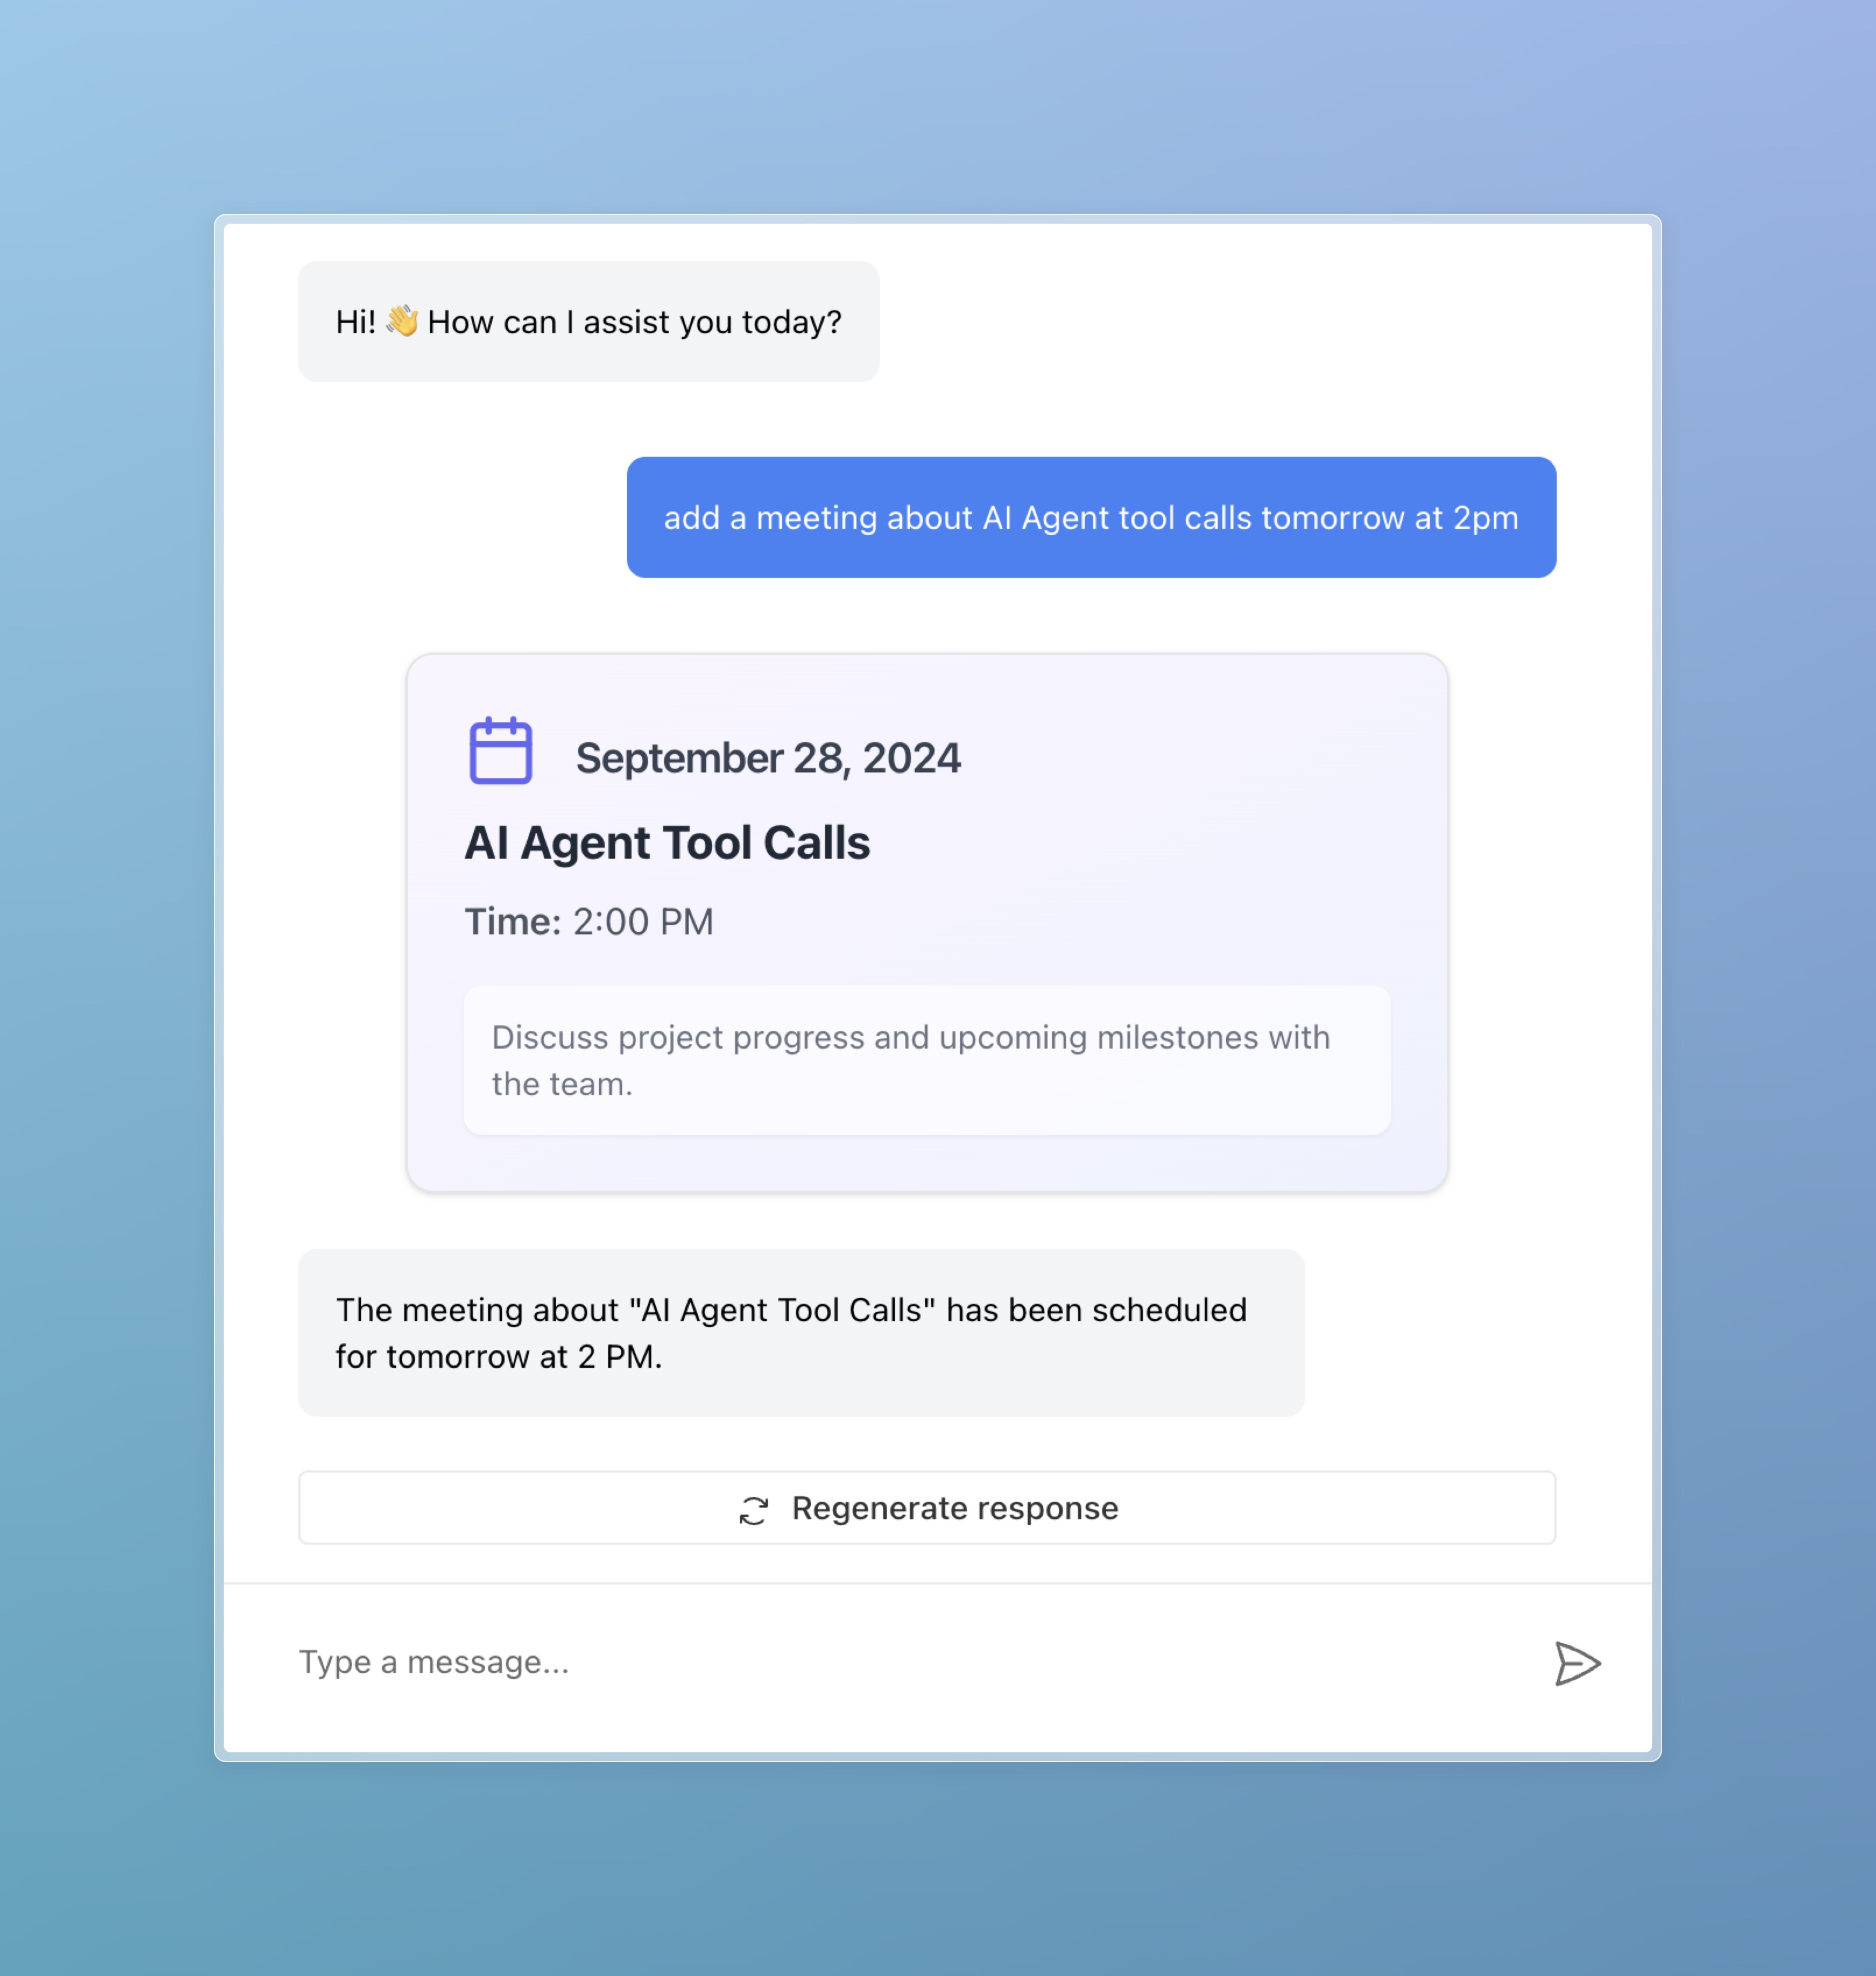 Hi! 👋 How can I assist you today?
add a meeting about AI Agent tool calls tomorrow at 2pm
September 28, 2024
AI Agent Tool Calls
Time: 2:00 PM
Discuss project progress and upcoming milestones with
the team.
The meeting about "AI Agent Tool Calls" has been scheduled
for tomorrow at 2 PM.
Regenerate response
Type a message...